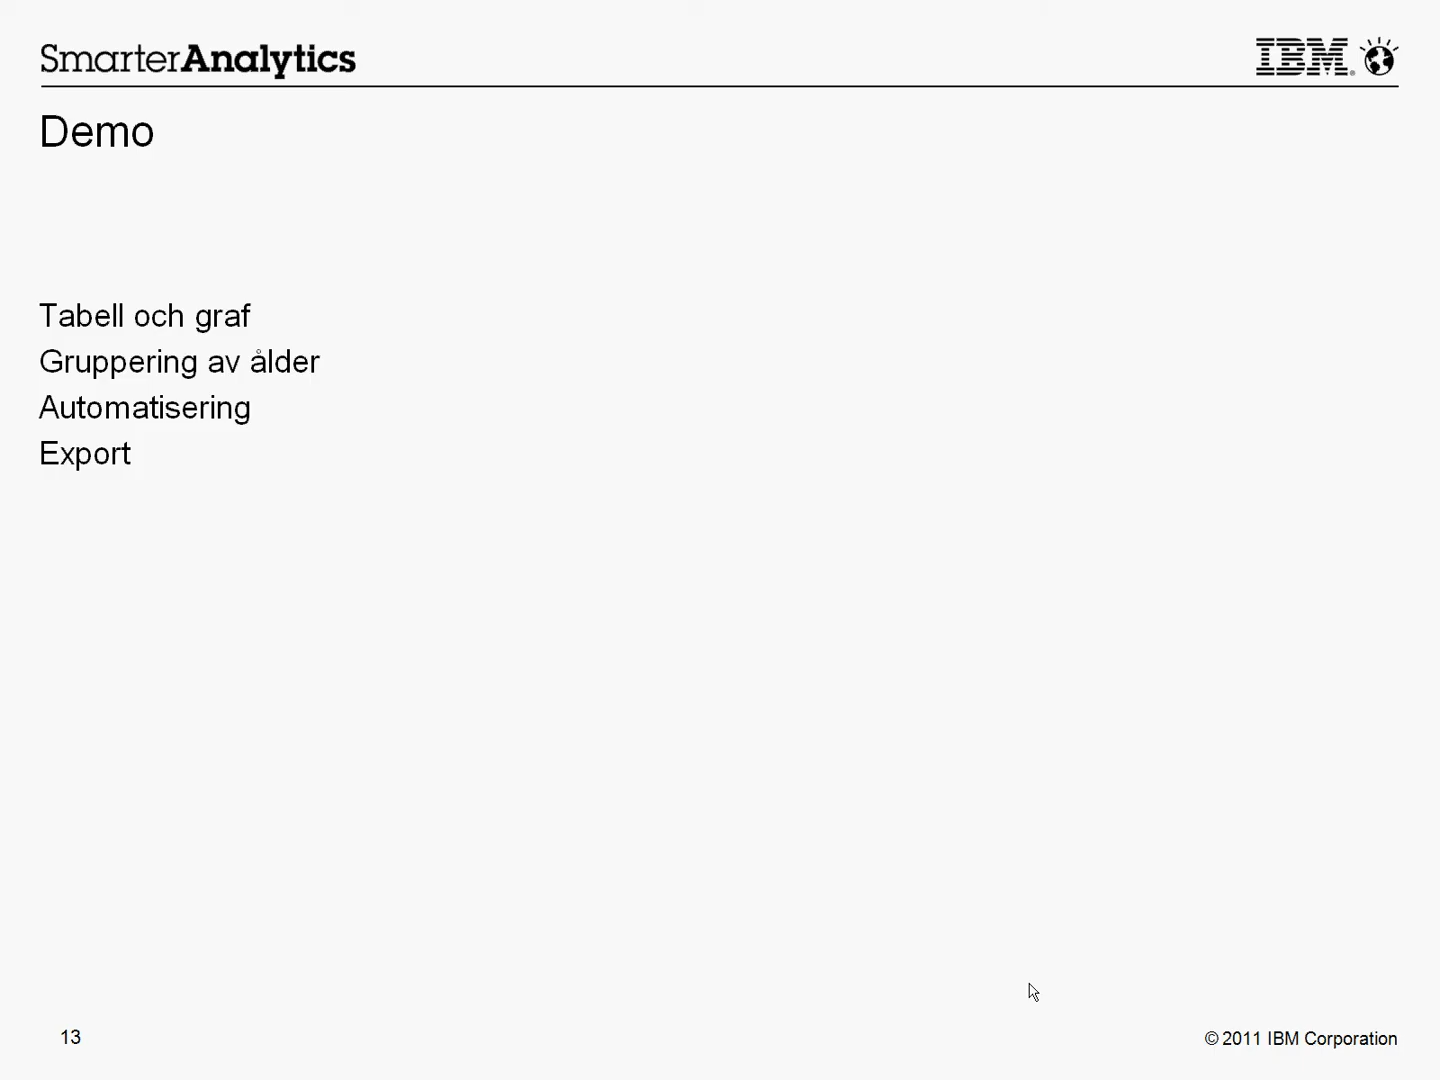 SmarterAnalytics
IBM
Demo
Tabell och graf
Gruppering av ålder
Automatisering
Export
13
© 2011 IBM Corporation